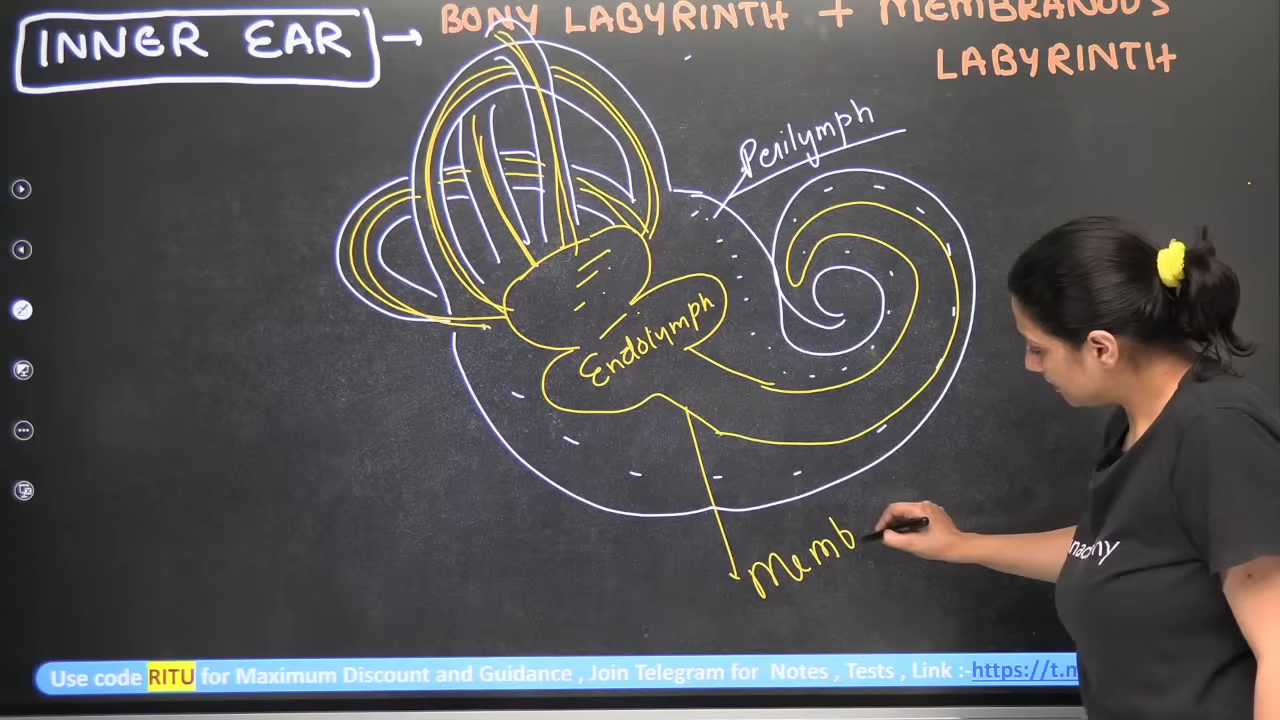 BONY LABYRINTH + MEMBRANOUS
INNER EAR →
LABYRINTH
Perilymph
Endolymph
Memb
Use code RITU for Maximum Discount and Guidance , Join Telegram for Notes , Tests , Link :-https://t.m